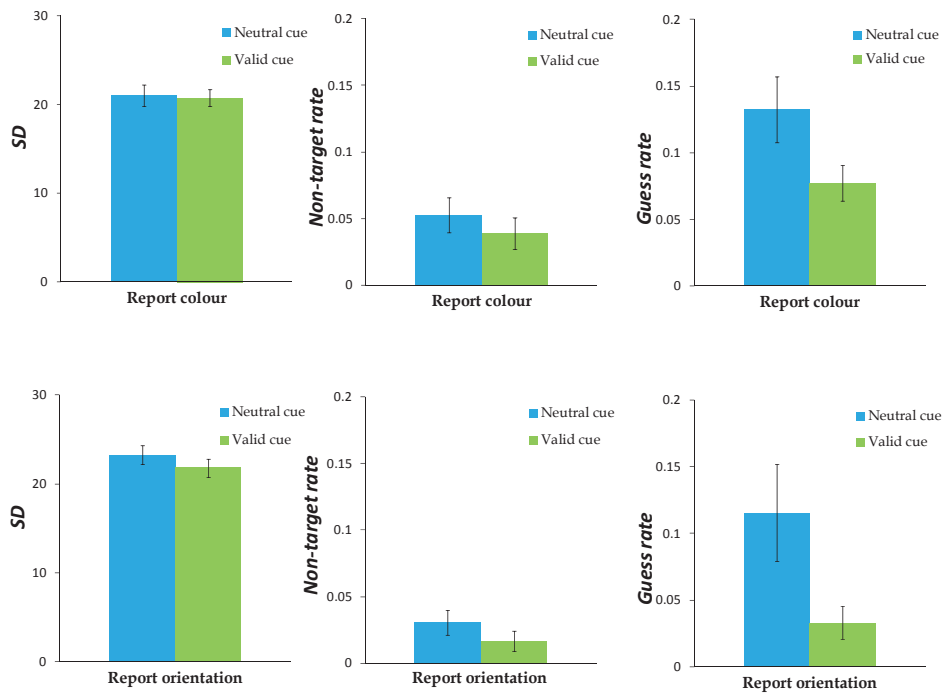 30
20
10
0
SD
Neutral cue
Valid cue
Report colour
0.2
0.15
0.1
0.05
0
Non-target rate
Neutral cue
Valid cue
Report colour
0.2
0.15
0.1
0.05
0
Guess rate
Neutral cue
Valid cue
Report colour
30
20
10
0
SD
Neutral cue
Valid cue
Report orientation
0.2
0.15
0.1
0.05
0
Non-target rate
Neutral cue
Valid cue
Report orientation
0.2
0.15
0.1
0.05
0
Guess rate
Neutral cue
Valid cue
Report orientation